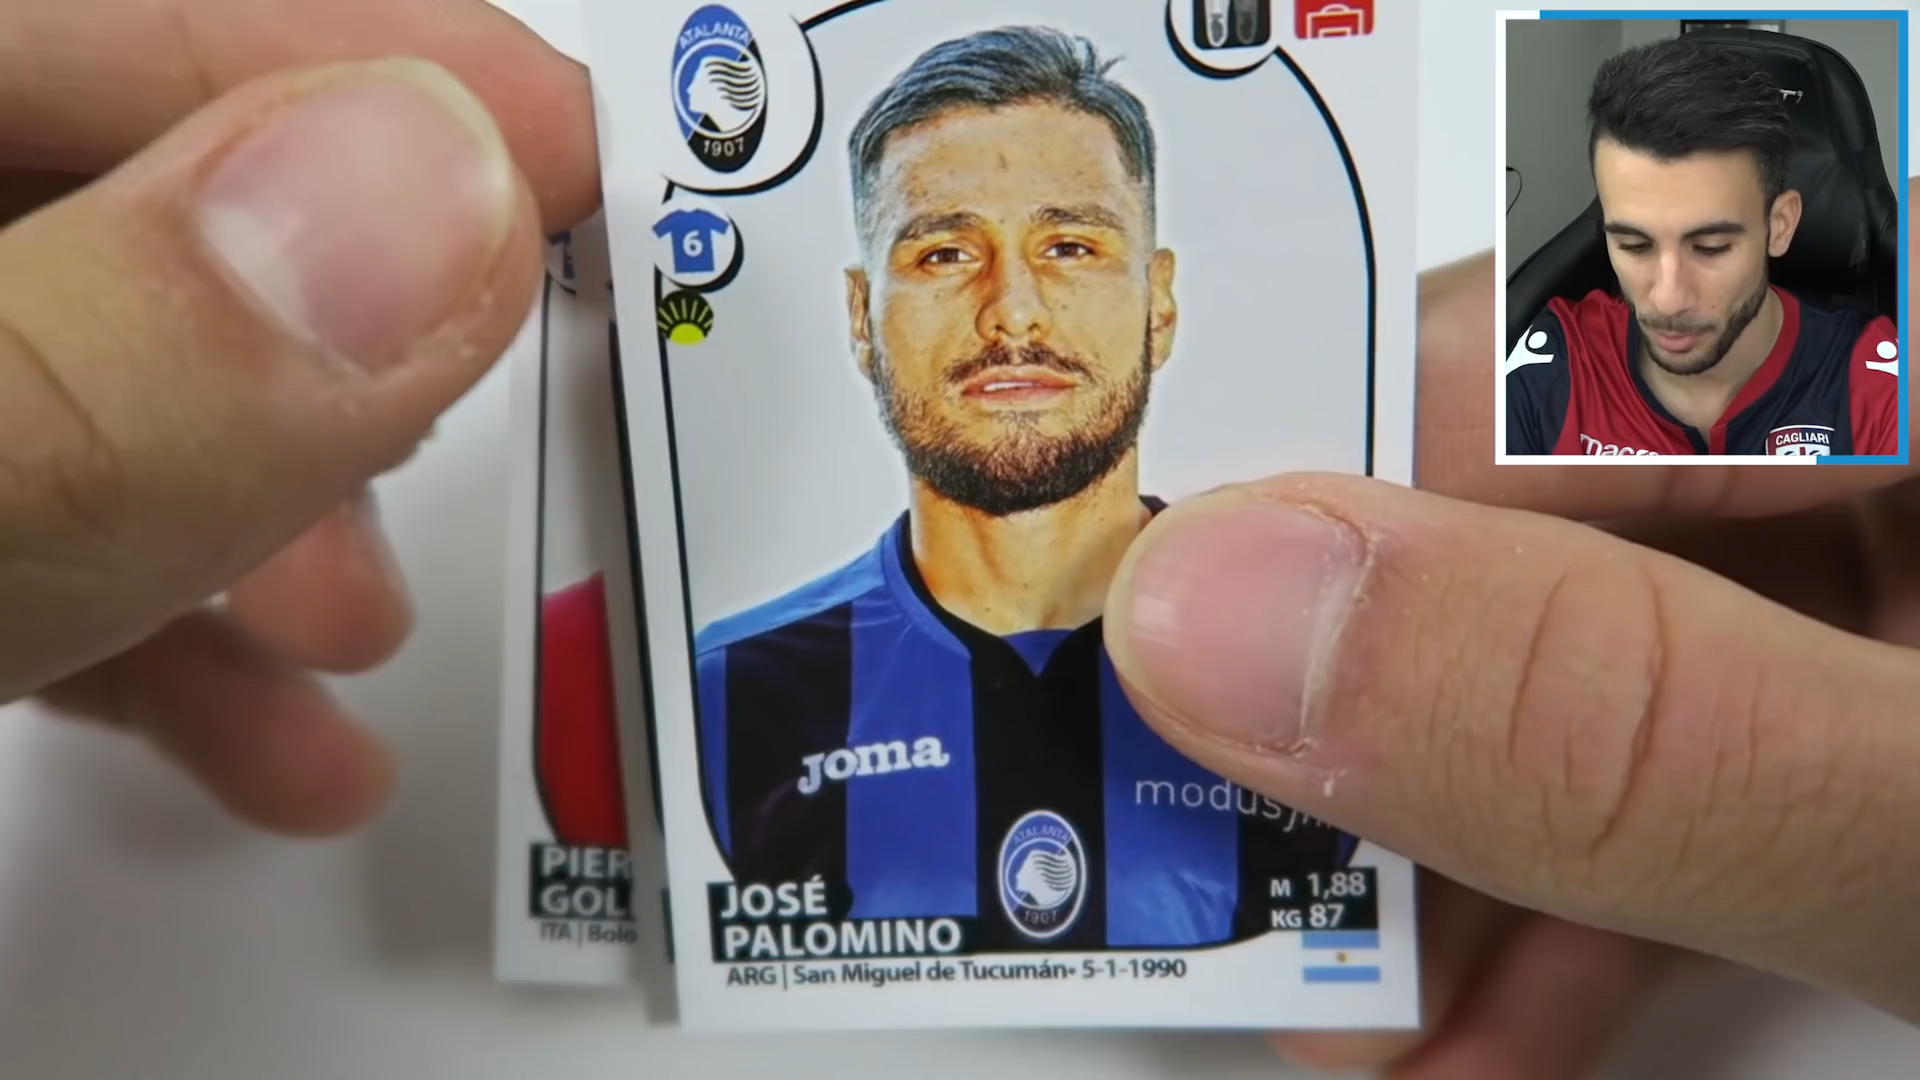 ATALANTA
1907
6
CAGLIARI
macro
joma
modus
ATALANTA
1907
PIER
GOL
ITA | Bolo
JOSÉ
PALOMINO
M 1,88
KG 87
ARG | San Miguel de Tucumán• 5-1-1990